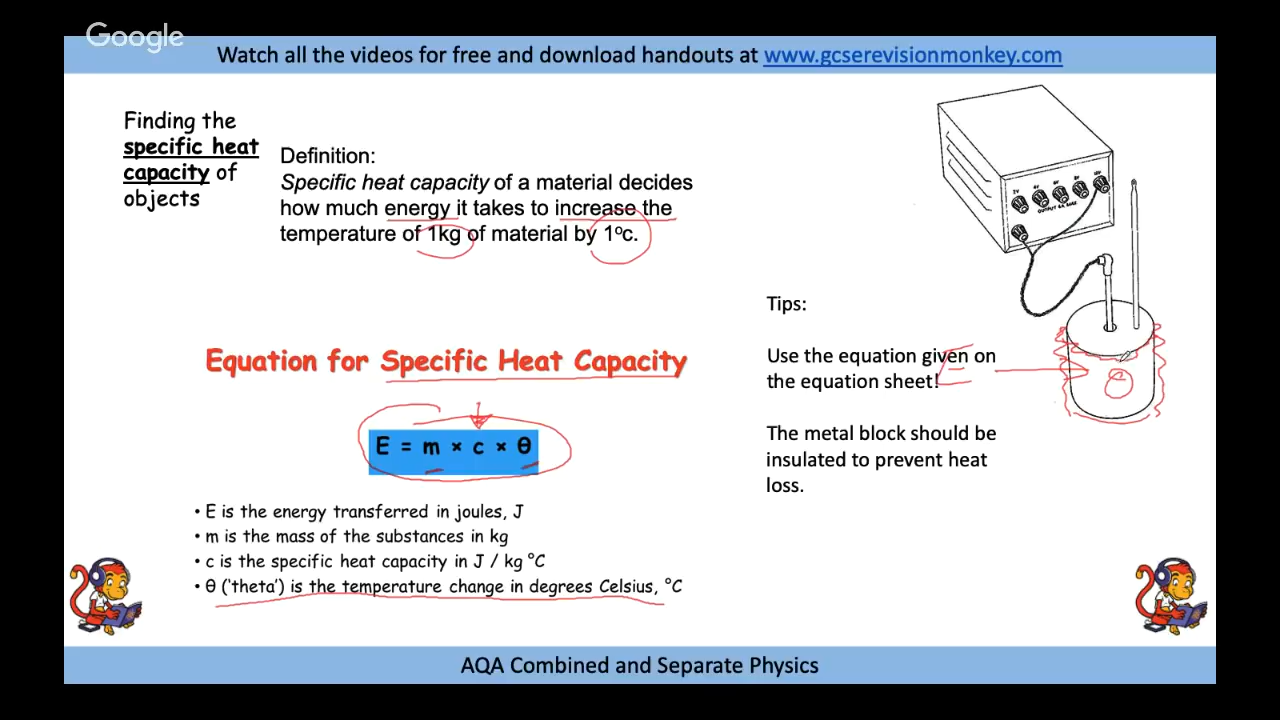 Google
Watch all the videos for free and download handouts at www.gcserevisionmonkey.com
Finding the
specific heat
capacity of
objects
Definition:
Specific heat capacity of a material decides
how much energy it takes to increase the
temperature of 1kg of material by 1ºc.
Equation for Specific Heat Capacity
E = m × c × θ
• E is the energy transferred in joules, J
• m is the mass of the substances in kg
• c is the specific heat capacity in J / kg °C
• θ ('theta') is the temperature change in degrees Celsius, °C
Tips:
Use the equation given on
the equation sheet!
E
The metal block should be
insulated to prevent heat
loss.
AQA Combined and Separate Physics